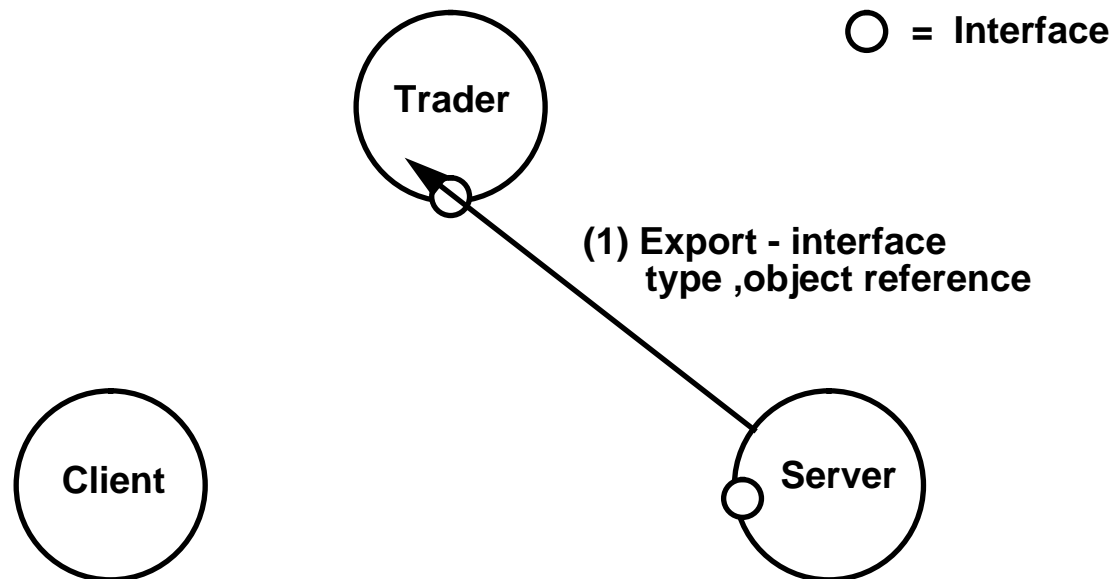 = Interface
Trader
(1) Export - interface
type ,object reference
Client
Server